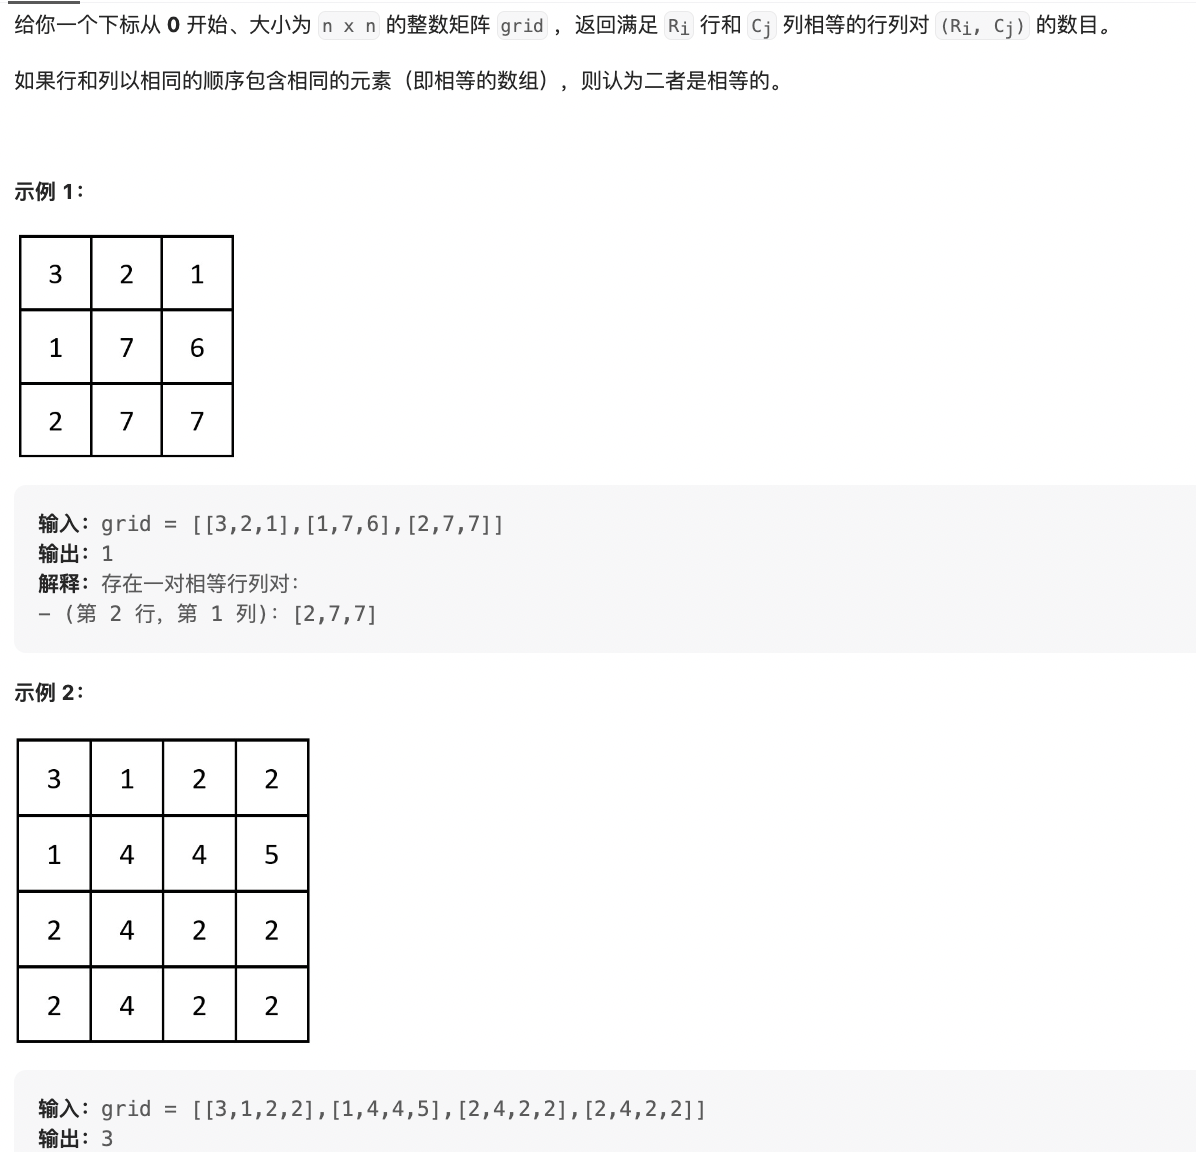 给你一个下标从 0 开始、大小为 n x n 的整数矩阵 grid ，返回满足 Ri 行和 Cj 列相等的行列对 (Ri, Cj) 的数目。
如果行和列以相同的顺序包含相同的元素（即相等的数组），则认为二者是相等的。
示例 1：
3 2 1
1 7 6
2 7 7
输入：grid = [[3,2,1],[1,7,6],[2,7,7]]
输出：1
解释：存在一对相等行列对：
- (第 2 行，第 1 列)：[2,7,7]
示例 2：
3 1 2 2
1 4 4 5
2 4 2 2
2 4 2 2
输入：grid = [[3,1,2,2],[1,4,4,5],[2,4,2,2],[2,4,2,2]]
输出：3